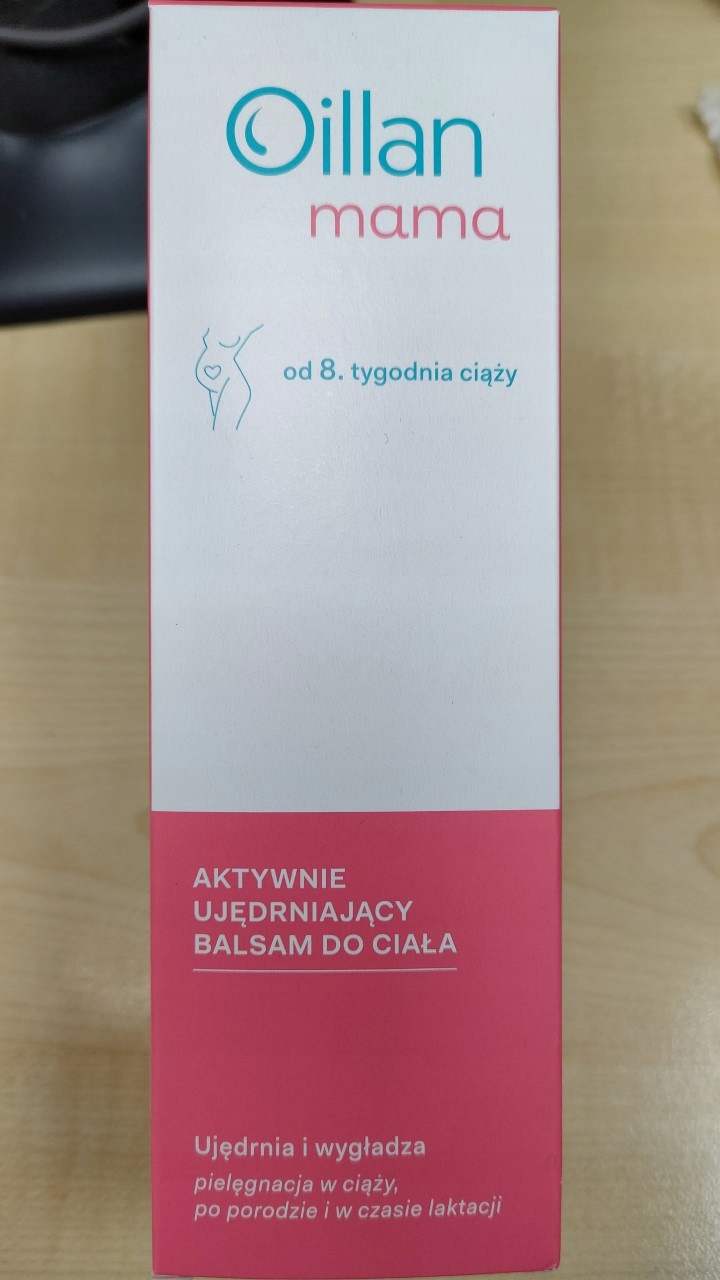 Oillan
mama
od 8. tygodnia ciąży
AKTYWNIE
UJĘDRNIAJĄCY
BALSAM DO CIAŁA
Ujędrnia i wygładza
pielęgnacja w ciąży,
po porodzie i w czasie laktacji